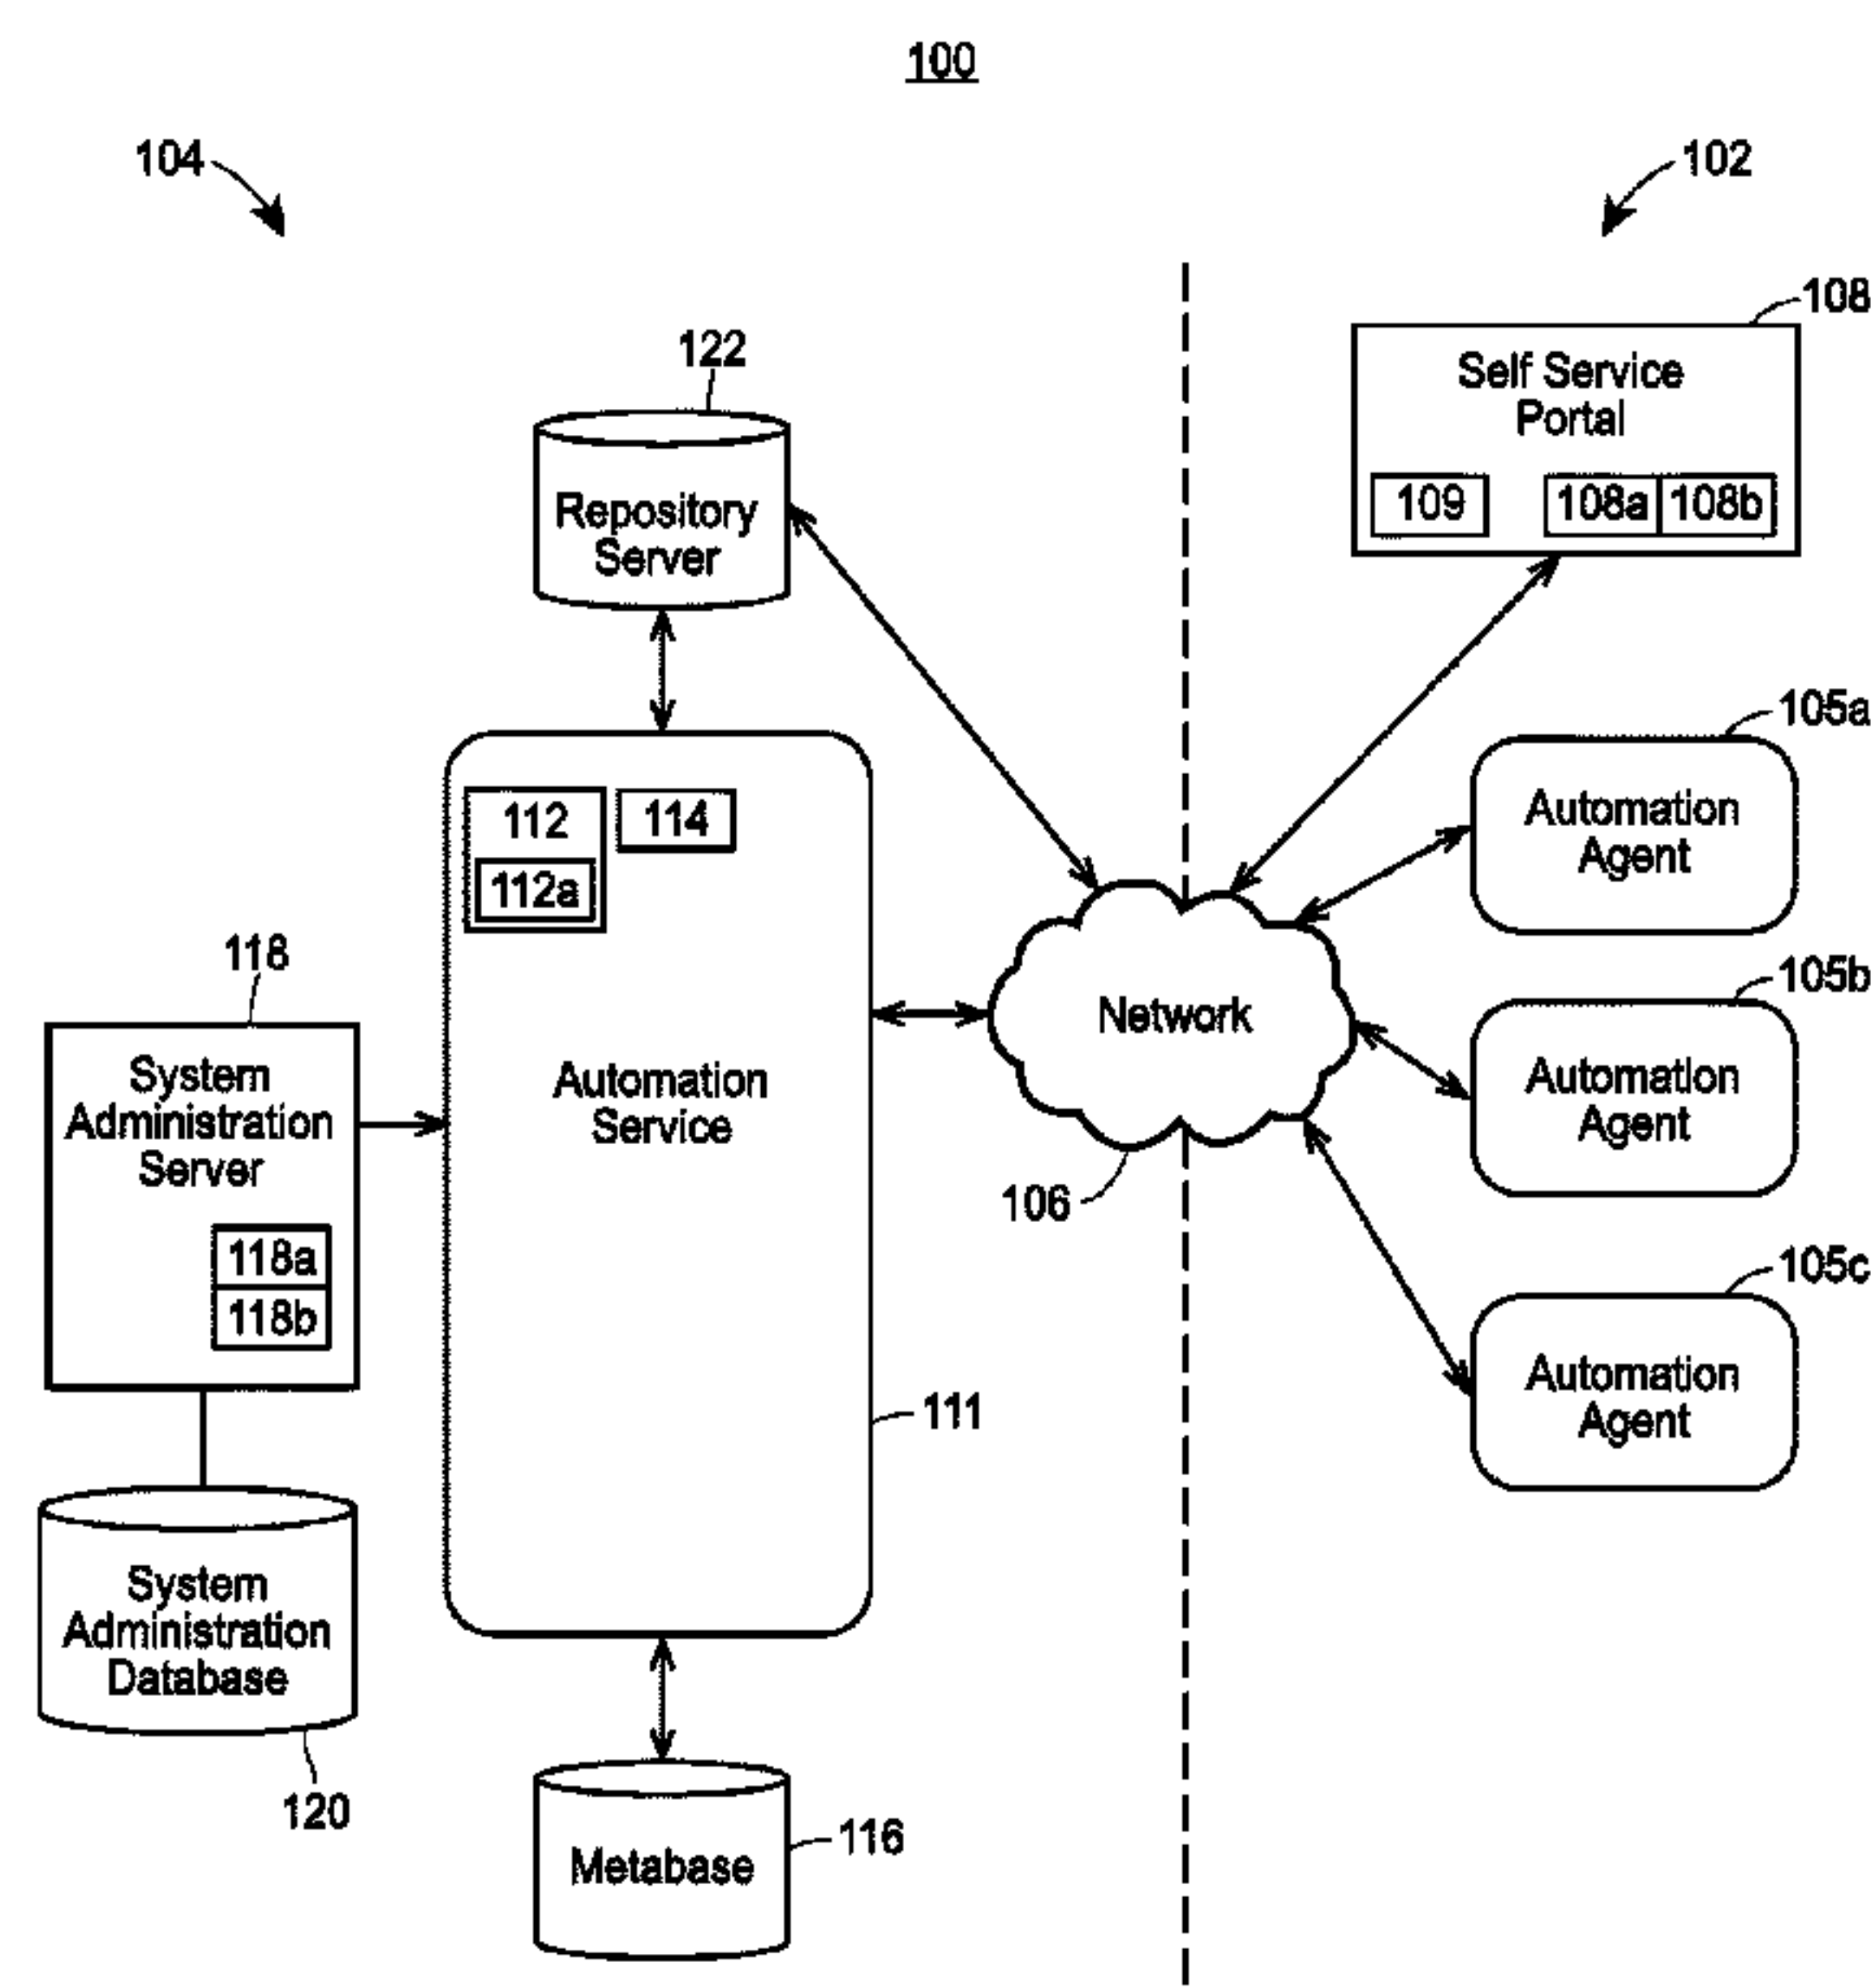 100
104
102
108
122
Self Service
Portal
109
108a
108b
Repository
Server
105a
112
114
112a
Automation
Agent
118
105b
Network
System
Administration
Server
Automation
Service
Automation
Agent
106
118a
118b
105c
Automation
Agent
111
System
Administration
Database
120
116
Metabase